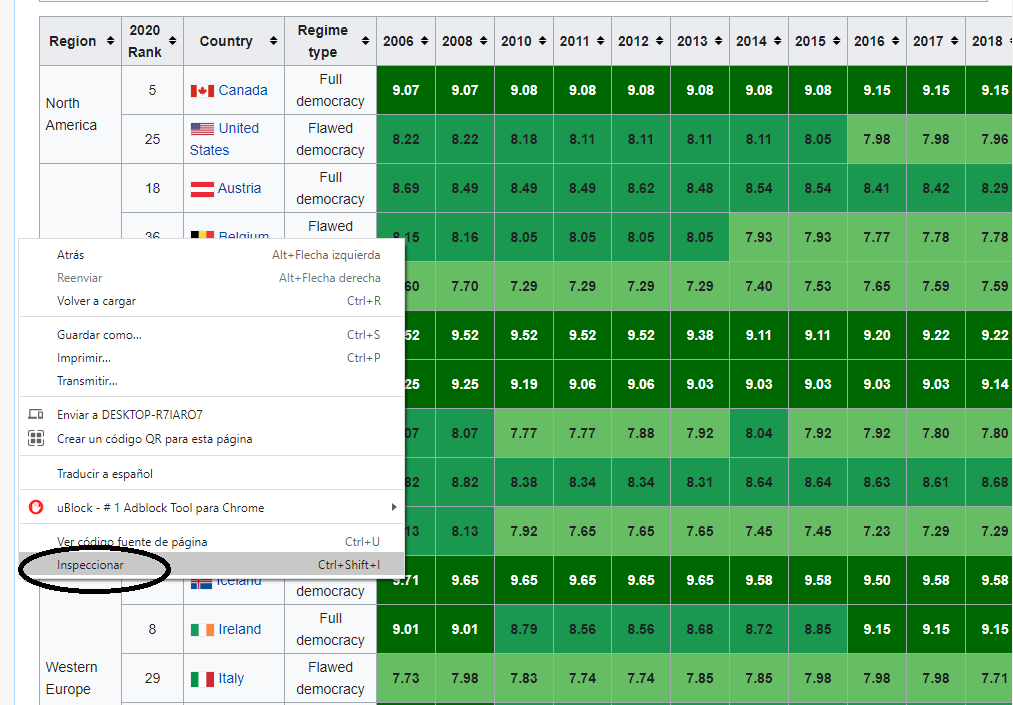 Region 2020 Rank Country Regime type 2006 2008 2010 2011 2012 2013 2014 2015 2016 2017 2018
North America
5 Canada Full democracy 9.07 9.07 9.08 9.08 9.08 9.08 9.08 9.08 9.15 9.15 9.15
25 United States Flawed democracy 8.22 8.22 8.18 8.11 8.11 8.11 8.11 8.05 7.98 7.98 7.96
18 Austria Full democracy 8.69 8.49 8.49 8.49 8.62 8.48 8.54 8.54 8.41 8.42 8.29
36 Belgium Flawed 8.15 8.16 8.05 8.05 8.05 8.05 7.93 7.93 7.77 7.78 7.78
60 7.70 7.29 7.29 7.29 7.29 7.40 7.53 7.65 7.59 7.59
52 9.52 9.52 9.52 9.52 9.38 9.11 9.11 9.20 9.22 9.22
25 9.25 9.19 9.06 9.06 9.03 9.03 9.03 9.03 9.03 9.14
07 8.07 7.77 7.77 7.88 7.92 8.04 7.92 7.92 7.80 7.80
82 8.82 8.38 8.34 8.34 8.31 8.64 8.64 8.63 8.61 8.68
13 8.13 7.92 7.65 7.65 7.65 7.45 7.45 7.23 7.29 7.29
Iceland democracy 9.71 9.65 9.65 9.65 9.65 9.65 9.58 9.58 9.50 9.58 9.58
8 Ireland Full democracy 9.01 9.01 8.79 8.56 8.56 8.68 8.72 8.85 9.15 9.15 9.15
Western Europe
29 Italy Flawed democracy 7.73 7.98 7.83 7.74 7.74 7.85 7.85 7.98 7.98 7.98 7.71
Atrás Alt+Flecha izquierda
Reenviar Alt+Flecha derecha
Volver a cargar Ctrl+R
Guardar como... Ctrl+S
Imprimir... Ctrl+P
Transmitir...
Enviar a DESKTOP-R7IARO7
Crear un código QR para esta página
Traducir a español
uBlock - # 1 Adblock Tool para Chrome
Ver código fuente de página Ctrl+U
Inspeccionar Ctrl+Shift+I